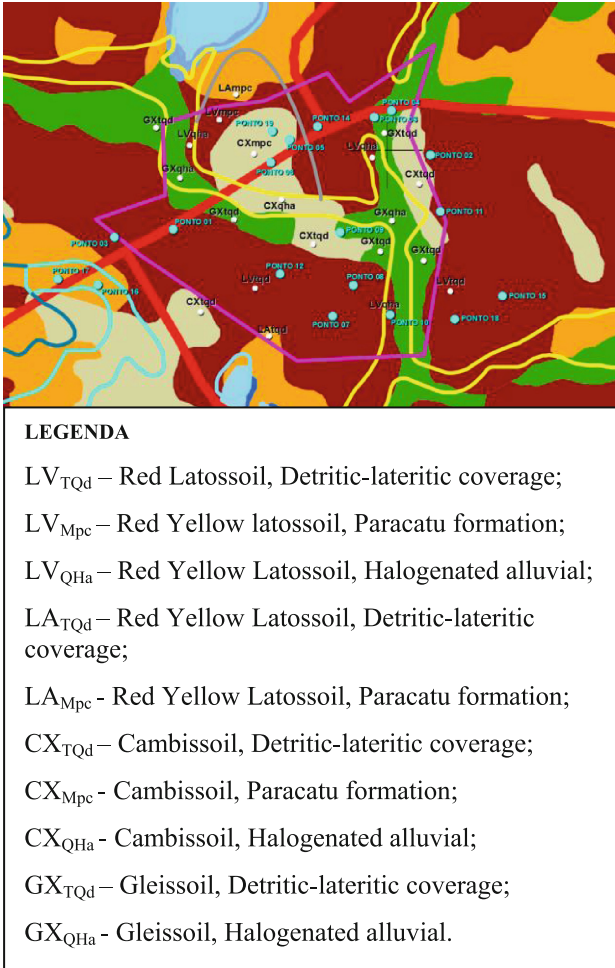 LAmpc
GXtqd
LVmpc
PONTO 04
PONTO 13
PONTO 14
PONTO 03
LVqha
PONTO 05
GXtqd
CXmpc
LVqha
PONTO 02
PONTO 06
GXqha
CXtqd
CXqha
GXtqd
GXqha
PONTO 11
PONTO 01
PONTO 09
PONTO 03
CXtqd
GXtqd
GXtqd
PONTO 17
PONTO 12
LVtqd
PONTO 08
LVtqd
PONTO 16
PONTO 15
CXtqd
LVqha
PONTO 07
PONTO 10
PONTO 18
LAtqd
LEGENDA
LVTQd – Red Latossoil, Detritic-lateritic coverage;
LVMpc – Red Yellow latossoil, Paracatu formation;
LVQHa – Red Yellow Latossoil, Halogenated alluvial;
LATQd – Red Yellow Latossoil, Detritic-lateritic
coverage;
LAMpc - Red Yellow Latossoil, Paracatu formation;
CXTQd – Cambissoil, Detritic-lateritic coverage;
CXMpc - Cambissoil, Paracatu formation;
CXQHa – Cambissoil, Halogenated alluvial;
GXTQd – Gleissoil, Detritic-lateritic coverage;
GXQHa - Gleissoil, Halogenated alluvial.